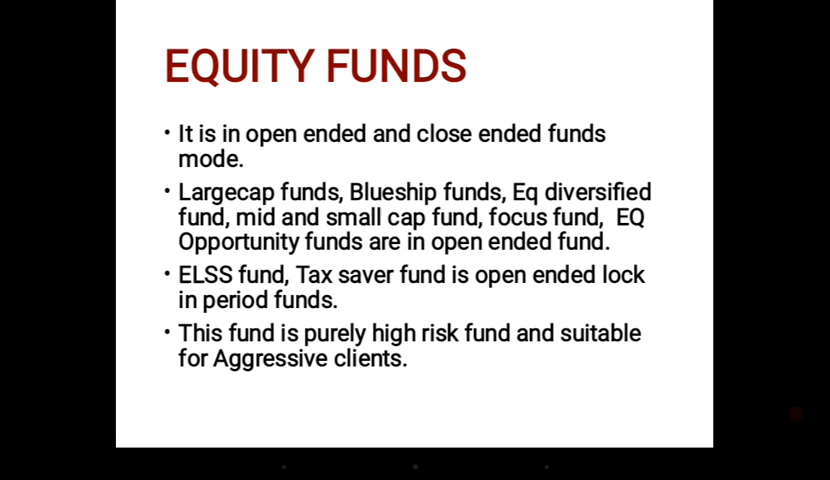 EQUITY FUNDS
• It is in open ended and close ended funds
mode.
• Largecap funds, Blueship funds, Eq diversified
fund, mid and small cap fund, focus fund, EQ
Opportunity funds are in open ended fund.
• ELSS fund, Tax saver fund is open ended lock
in period funds.
• This fund is purely high risk fund and suitable
for Aggressive clients.